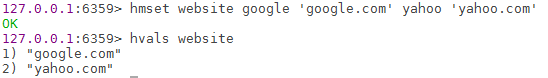 127.0.0.1:6359> hmset website google 'google.com' yahoo 'yahoo.com'
OK
127.0.0.1:6359> hvals website
1) "google.com"
2) "yahoo.com" _